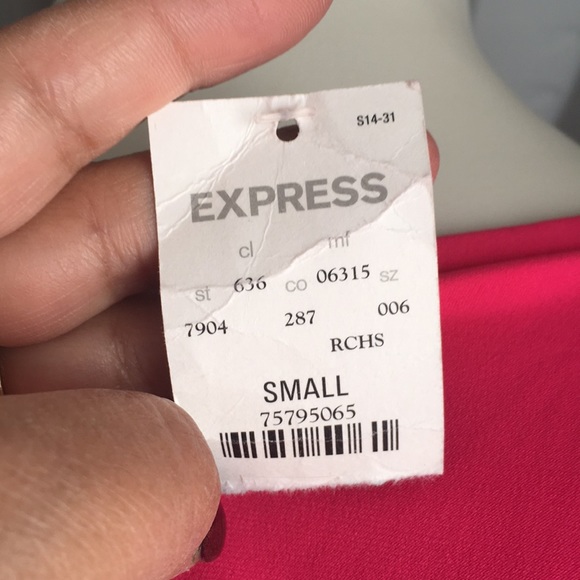 S14-31
EXPRESS
cl mf
st 636 co 06315 sz
7904 287 006
RCHS
SMALL
75795065